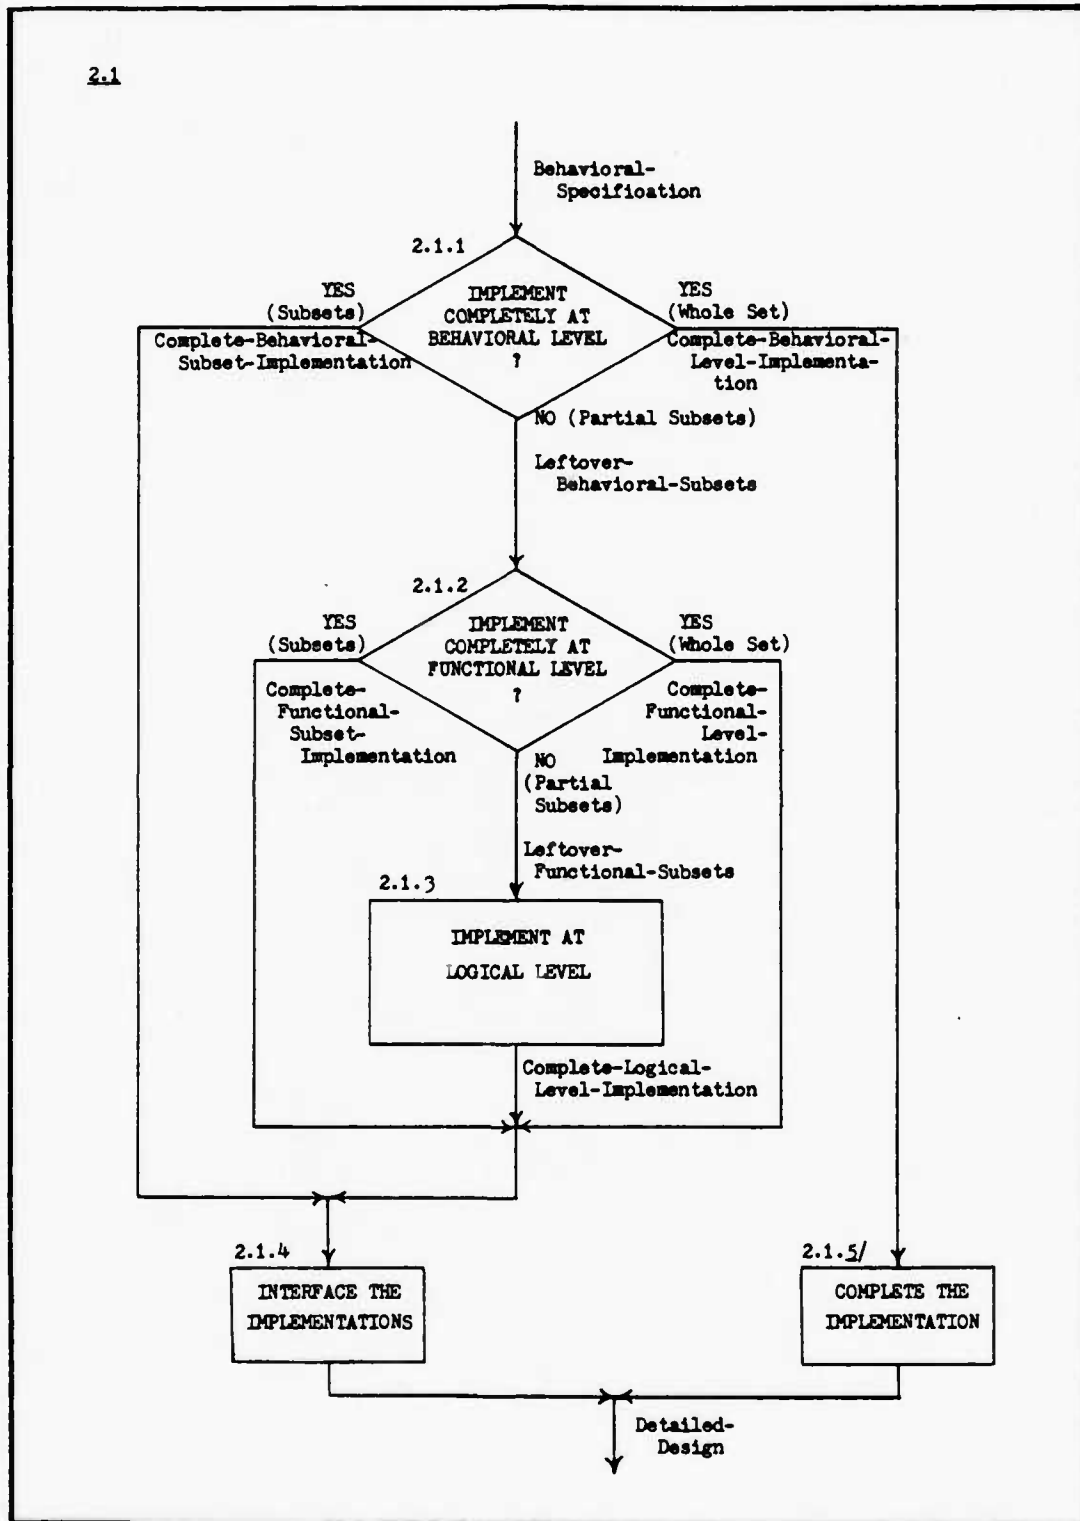 2.1
Behavioral-
Specification
2.1.1
YES
(Subsets)
IMPLEMENT
COMPLETELY AT
BEHAVIORAL LEVEL
?
YES
(Whole Set)
Complete-Behavioral-
Subset-Implementation
Complete-Behavioral-
Level-Implementa-
tion
NO (Partial Subsets)
Leftover-
Behavioral-Subsets
2.1.2
YES
(Subsets)
IMPLEMENT
COMPLETELY AT
FUNCTIONAL LEVEL
?
YES
(Whole Set)
Complete-
Functional-
Subset-
Implementation
Complete-
Functional-
Level-
Implementation
NO
(Partial
Subsets)
Leftover-
Functional-Subsets
2.1.3
IMPLEMENT AT
LOGICAL LEVEL
Complete-Logical-
Level-Implementation
2.1.4
INTERFACE THE
IMPLEMENTATIONS
2.1.5/
COMPLETE THE
IMPLEMENTATION
Detailed-
Design